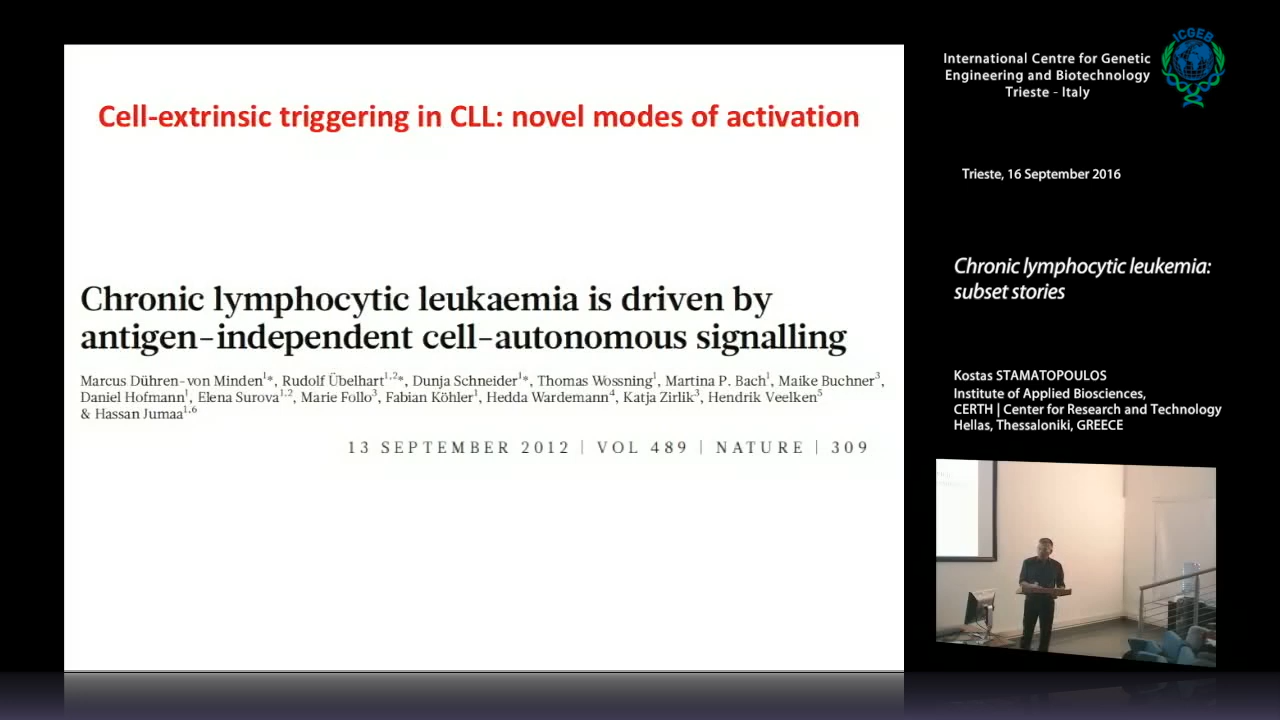 Cell-extrinsic triggering in CLL: novel modes of activation
Chronic lymphocytic leukaemia is driven by
antigen-independent cell-autonomous signalling
Marcus Dühren-von Minden1*, Rudolf Übelhart1,2*, Dunja Schneider1*, Thomas Wossning1, Martina P. Bach1, Maike Buchner3,
Daniel Hofmann1, Elena Surova1,2, Marie Follo3, Fabian Köhler1, Hedda Wardemann4, Katja Zirlik3, Hendrik Veelken5
& Hassan Jumaa1,6
13 SEPTEMBER 2012 | VOL 489 | NATURE | 309
ICGEB
International Centre for Genetic
Engineering and Biotechnology
Trieste - Italy
Trieste, 16 September 2016
Chronic lymphocytic leukemia:
subset stories
Kostas STAMATOPOULOS
Institute of Applied Biosciences,
CERTH | Center for Research and Technology
Hellas, Thessaloniki, GREECE